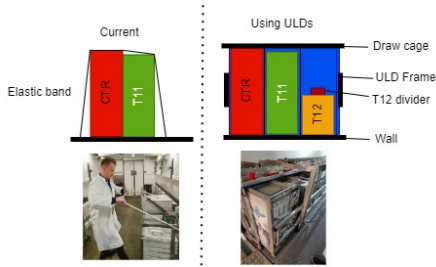 Current
Using ULDs
Draw cage
Elastic band
CTR
T11
CTR
T11
T12
ULD Frame
T12 divider
Wall